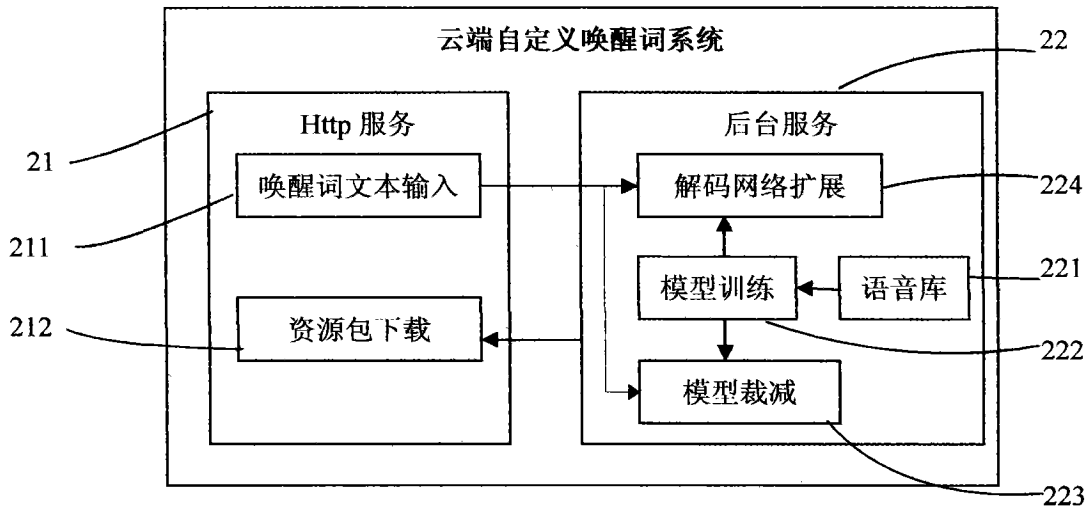 云端自定义唤醒词系统
22
21
Http 服务
后台服务
唤醒词文本输入
解码网络扩展
224
211
模型训练
语音库
221
212
资源包下载
222
模型裁减
223